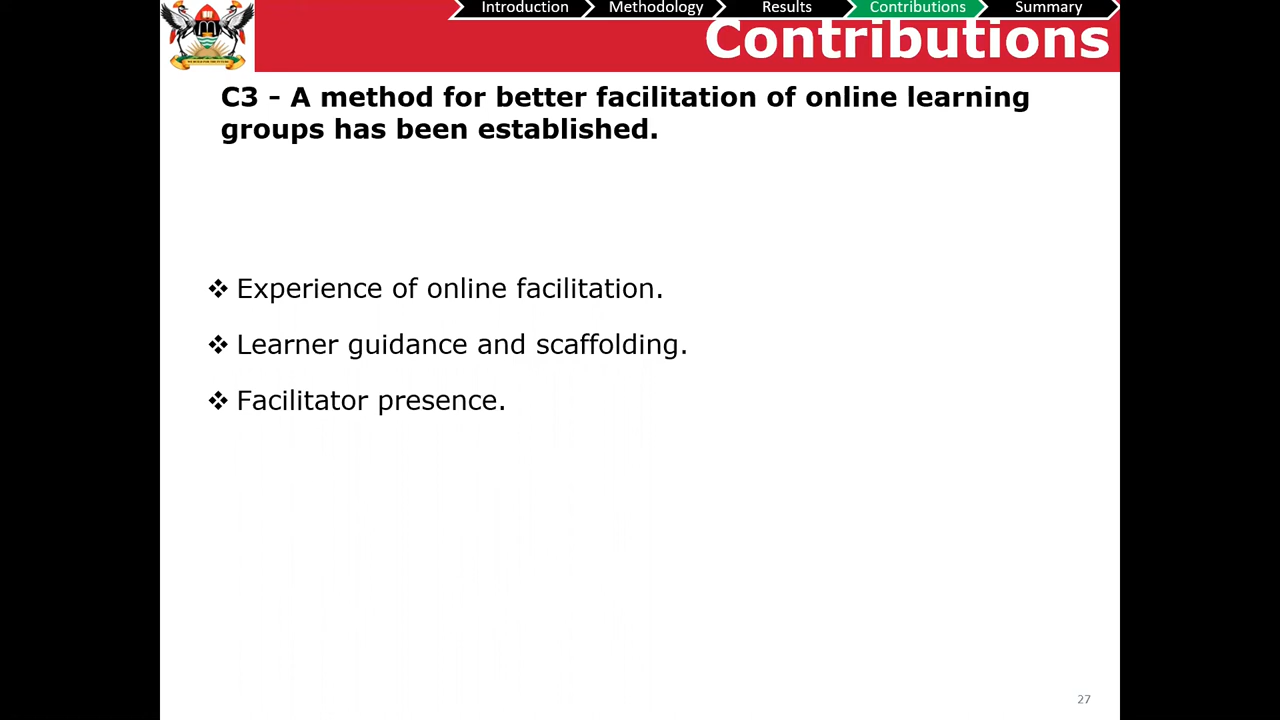 Introduction
Methodology
Results
Contributions
Summary
Contributions
C3 – A method for better facilitation of online learning
groups has been established.
❖ Experience of online facilitation.
❖ Learner guidance and scaffolding.
❖ Facilitator presence.
27